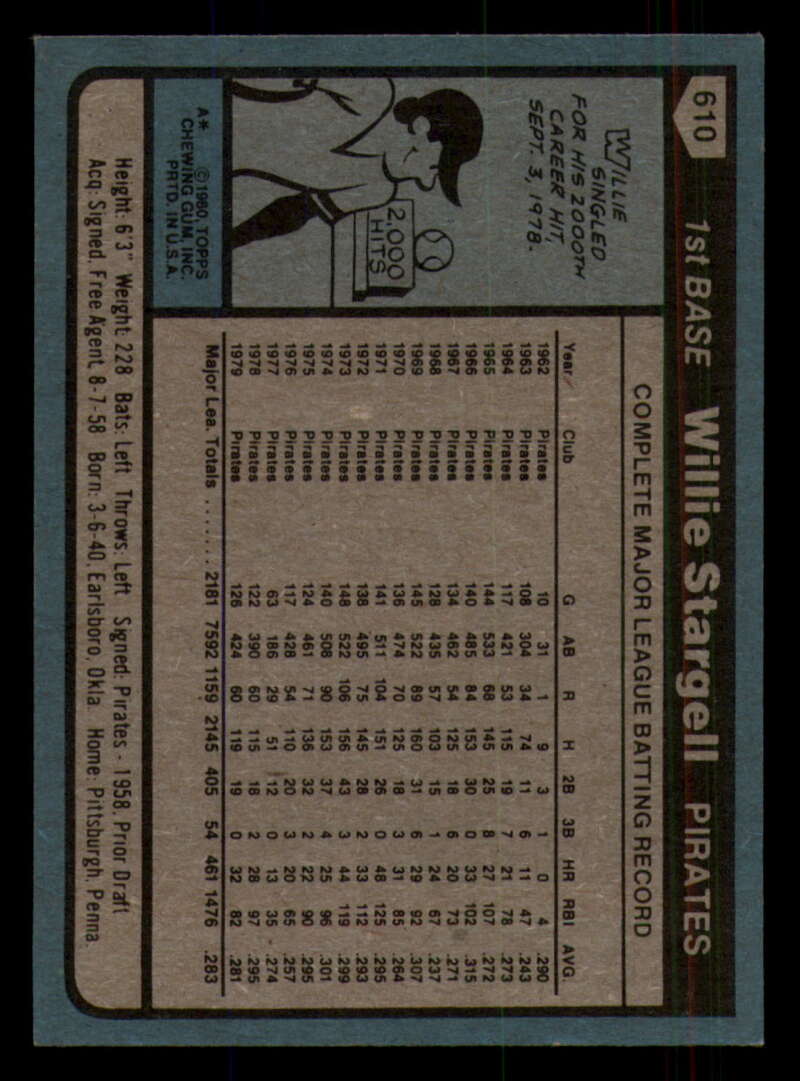 610 1st BASE Willie Stargell PIRATES
WILLIE
SINGLED
FOR HIS 2000TH
CAREER HIT,
SEPT. 3, 1978.
2,000
HITS
A* ©1980, TOPPS
CHEWING GUM, INC.
PRTD. IN U.S.A.
COMPLETE MAJOR LEAGUE BATTING RECORD
Year Club G AB R H 2B 3B HR RBI AVG.
1962 Pirates 10 31 1 9 3 1 0 4 .290
1963 Pirates 108 304 34 74 11 6 11 47 .243
1964 Pirates 117 421 53 115 19 7 21 78 .273
1965 Pirates 144 533 68 145 25 8 27 107 .272
1966 Pirates 140 485 84 153 30 0 33 102 .315
1967 Pirates 134 462 54 125 18 6 20 73 .271
1968 Pirates 128 435 57 103 15 1 24 67 .237
1969 Pirates 145 522 89 160 31 6 29 92 .307
1970 Pirates 136 474 70 125 18 3 31 85 .264
1971 Pirates 141 511 104 151 26 0 48 125 .295
1972 Pirates 138 495 75 145 28 2 33 112 .293
1973 Pirates 148 522 106 156 43 3 44 119 .299
1974 Pirates 140 508 90 153 37 4 25 96 .301
1975 Pirates 124 461 71 136 32 2 22 90 .295
1976 Pirates 117 428 54 110 20 3 20 65 .257
1977 Pirates 63 186 29 51 12 0 13 35 .274
1978 Pirates 122 390 60 115 18 2 28 97 .295
1979 Pirates 126 424 60 119 19 0 32 82 .281
Major Lea. Totals ........ 2181 7592 1159 2145 405 54 461 1476 .283
Height: 6'3" Weight: 228 Bats: Left Throws: Left Signed: Pirates - 1958, Prior Draft
Acq: Signed, Free Agent, 8-7-58 Born: 3-6-40, Earlsboro, Okla. Home: Pittsburgh, Penna.